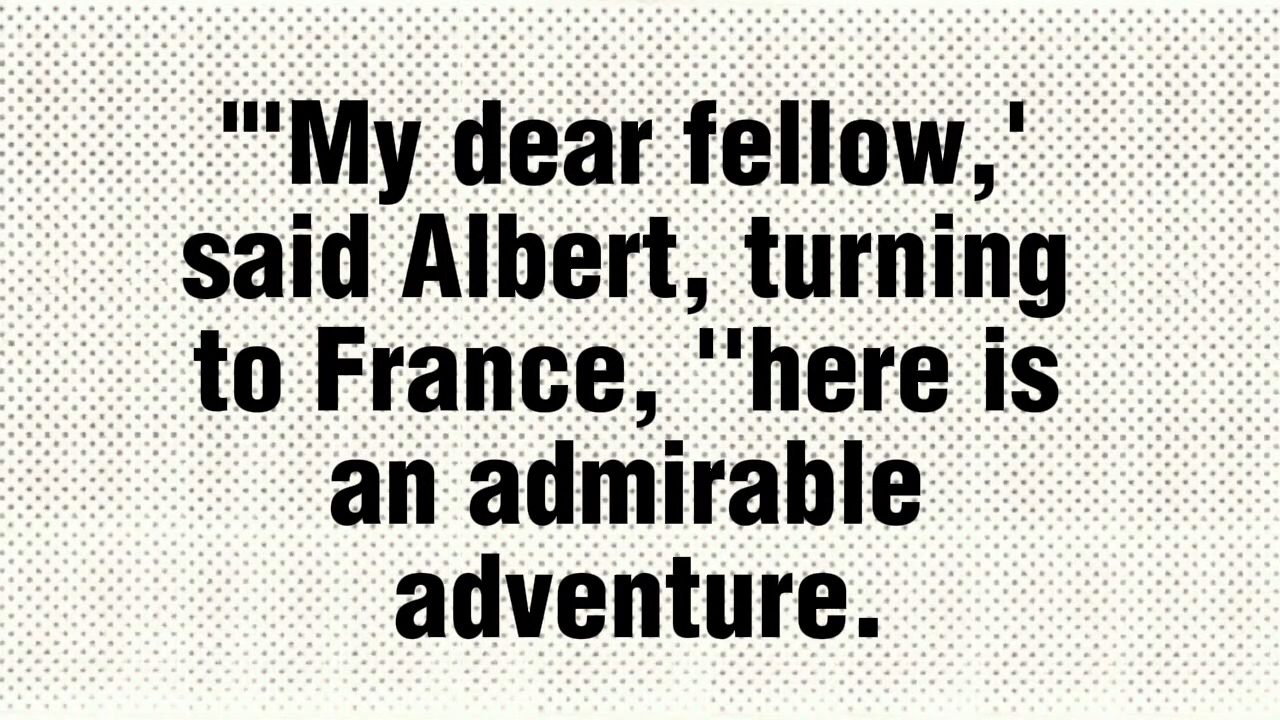 "'My dear fellow,'
said Albert, turning
to France, "here is
an admirable
adventure.